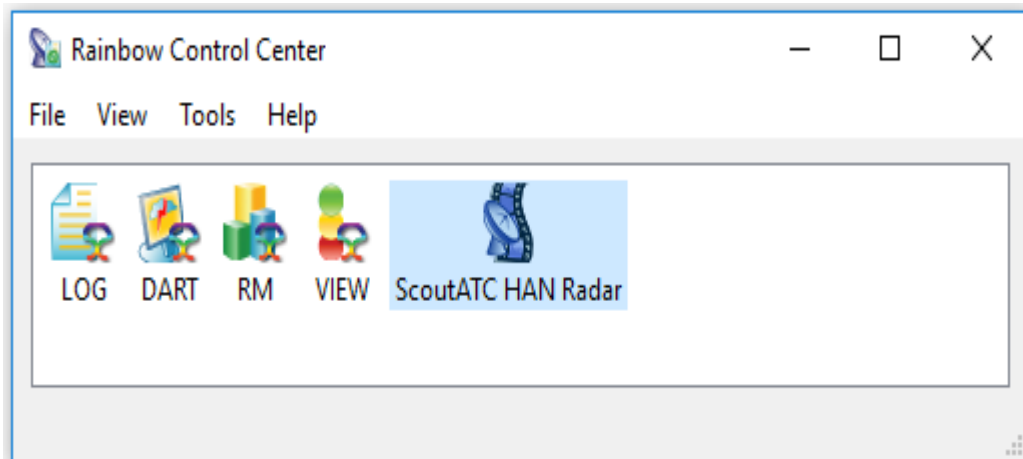 Rainbow Control Center
File View Tools Help
LOG DART RM VIEW ScoutATC HAN Radar